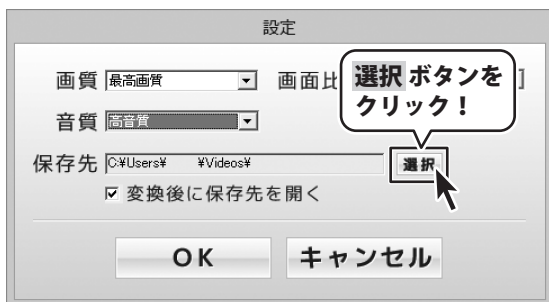 設定
画質 最高画質 画面比
選択 ボタンを
クリック！
音質 高音質
保存先 C:¥Users¥ ¥Videos¥ 選択
変換後に保存先を開く
OK キャンセル